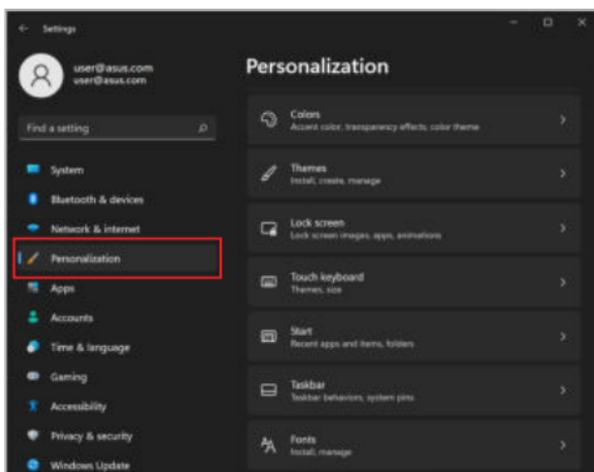 Settings
user@asus.com
user@asus.com
Find a setting
System
Bluetooth & devices
Network & internet
Personalization
Apps
Accounts
Time & language
Gaming
Accessibility
Privacy & security
Windows Update
Personalization
Colors
Accent color, transparency effects, color theme
Themes
Install, create, manage
Lock screen
Lock screen images, apps, animations
Touch keyboard
Themes, size
Start
Recent apps and items, folders
Taskbar
Taskbar behaviors, system pins
Fonts
Install, manage